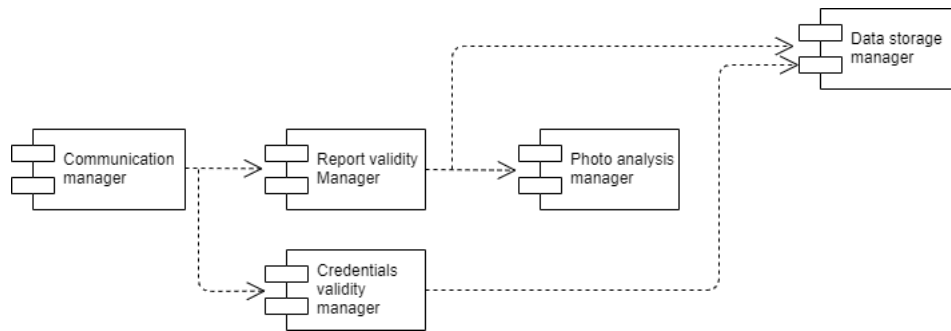 Data storage
manager
Communication
manager
Report validity
Manager
Photo analysis
manager
Credentials
validity
manager